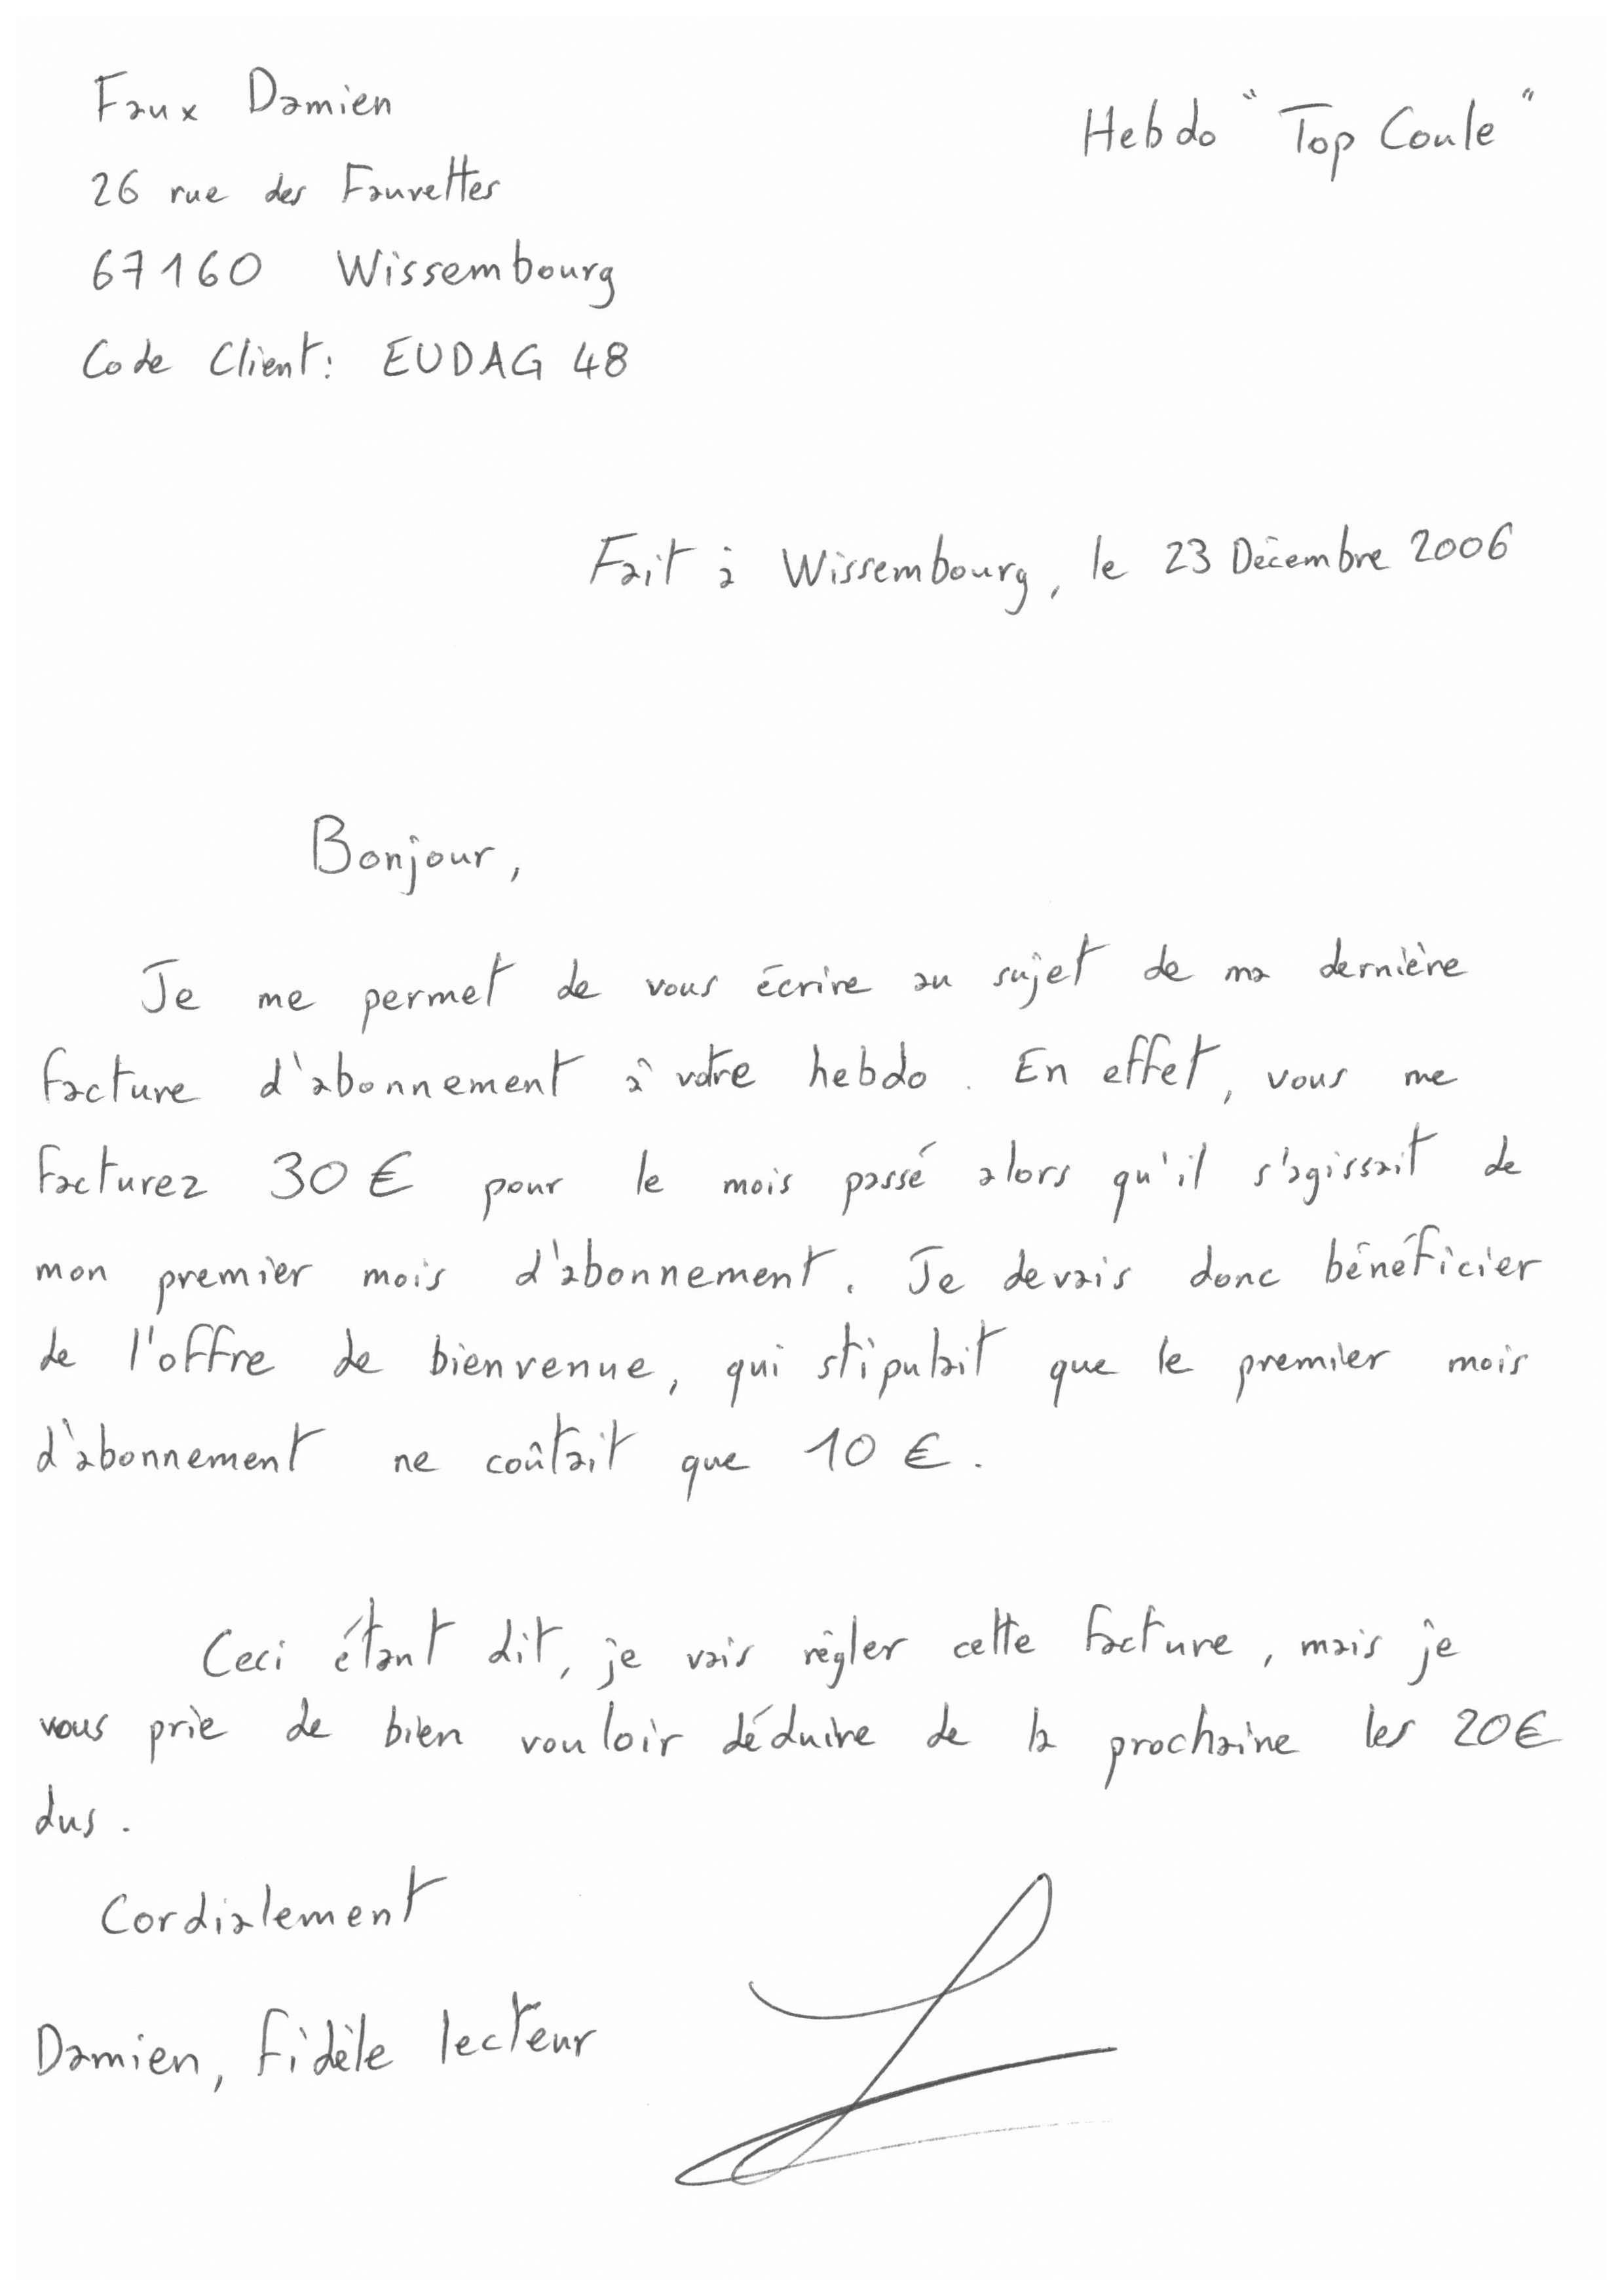 Faux Damien
26 rue des Fauvettes
67160 Wissembourg
Code Client: EUDAG 48
Hebdo "Top Coule"
Fait à Wissembourg, le 23 Décembre 2006
Bonjour,
Je me permet de vous écrire au sujet de ma dernière
facture d'abonnement à votre hebdo. En effet, vous me
facturez 30 € pour le mois passé alors qu'il s'agissait de
mon premier mois d'abonnement. Je devais donc bénéficier
de l'offre de bienvenue, qui stipulait que le premier mois
d'abonnement ne coûtait que 10 €.
Ceci étant dit, je vais régler cette facture, mais je
vous prie de bien vouloir déduire de la prochaine les 20€
dus.
Cordialement
Damien, fidèle lecteur